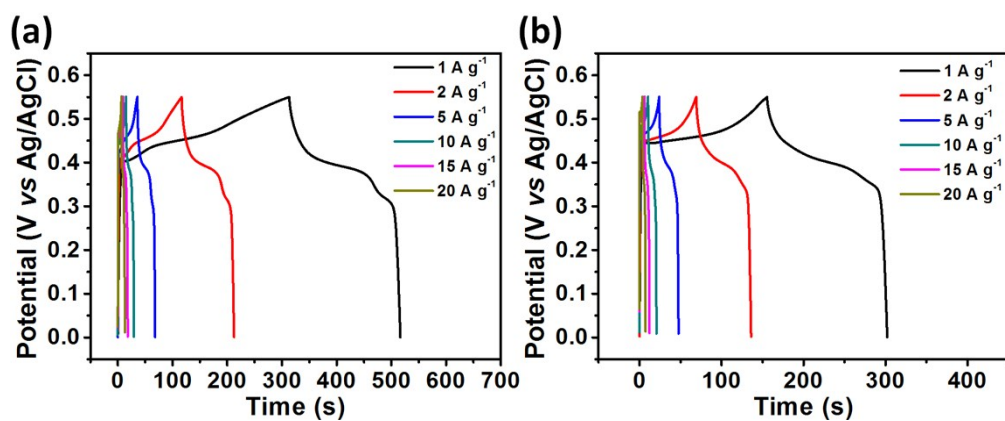 (a)
Potential (V vs Ag/AgCl)
0.6
0.5
0.4
0.3
0.2
0.1
0.0
1 A g⁻¹
2 A g⁻¹
5 A g⁻¹
10 A g⁻¹
15 A g⁻¹
20 A g⁻¹
0 100 200 300 400 500 600 700
Time (s)
(b)
Potential (V vs Ag/AgCl)
0.6
0.5
0.4
0.3
0.2
0.1
0.0
1 A g⁻¹
2 A g⁻¹
5 A g⁻¹
10 A g⁻¹
15 A g⁻¹
20 A g⁻¹
0 100 200 300 400
Time (s)